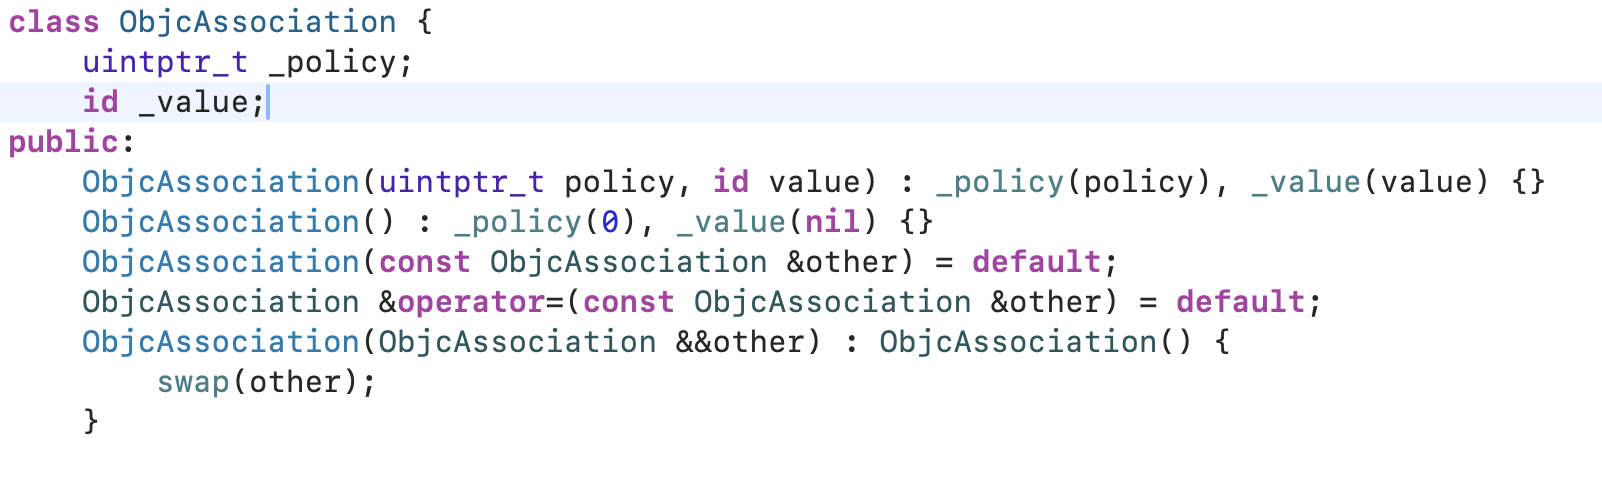 class ObjcAssociation {
    uintptr_t _policy;
    id _value;
public:
    ObjcAssociation(uintptr_t policy, id value) : _policy(policy), _value(value) {}
    ObjcAssociation() : _policy(0), _value(nil) {}
    ObjcAssociation(const ObjcAssociation &other) = default;
    ObjcAssociation &operator=(const ObjcAssociation &other) = default;
    ObjcAssociation(ObjcAssociation &&other) : ObjcAssociation() {
        swap(other);
    }